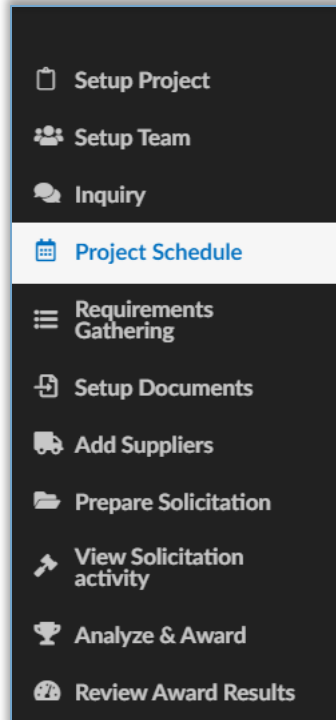 Setup Project
Setup Team
Inquiry
Project Schedule
Requirements
Gathering
Setup Documents
Add Suppliers
Prepare Solicitation
View Solicitation
activity
Analyze & Award
Review Award Results